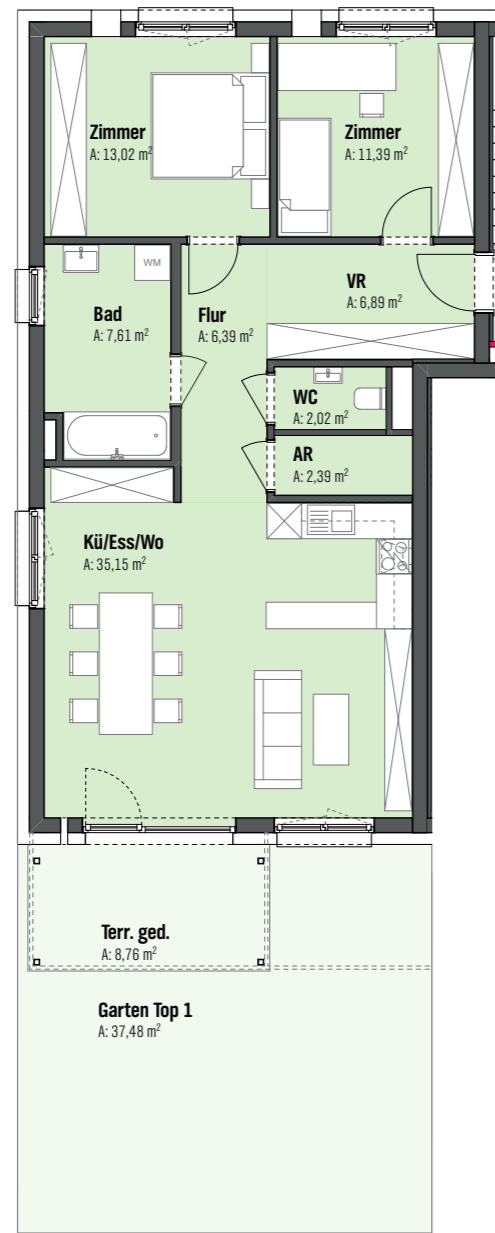 Zimmer
A: 13,02 m²
Zimmer
A: 11,39 m²
WM
Bad
A: 7,61 m²
Flur
A: 6,39 m²
VR
A: 6,89 m²
WC
A: 2,02 m²
AR
A: 2,39 m²
Kü/Ess/Wo
A: 35,15 m²
Terr. ged.
A: 8,76 m²
Garten Top 1
A: 37,48 m²